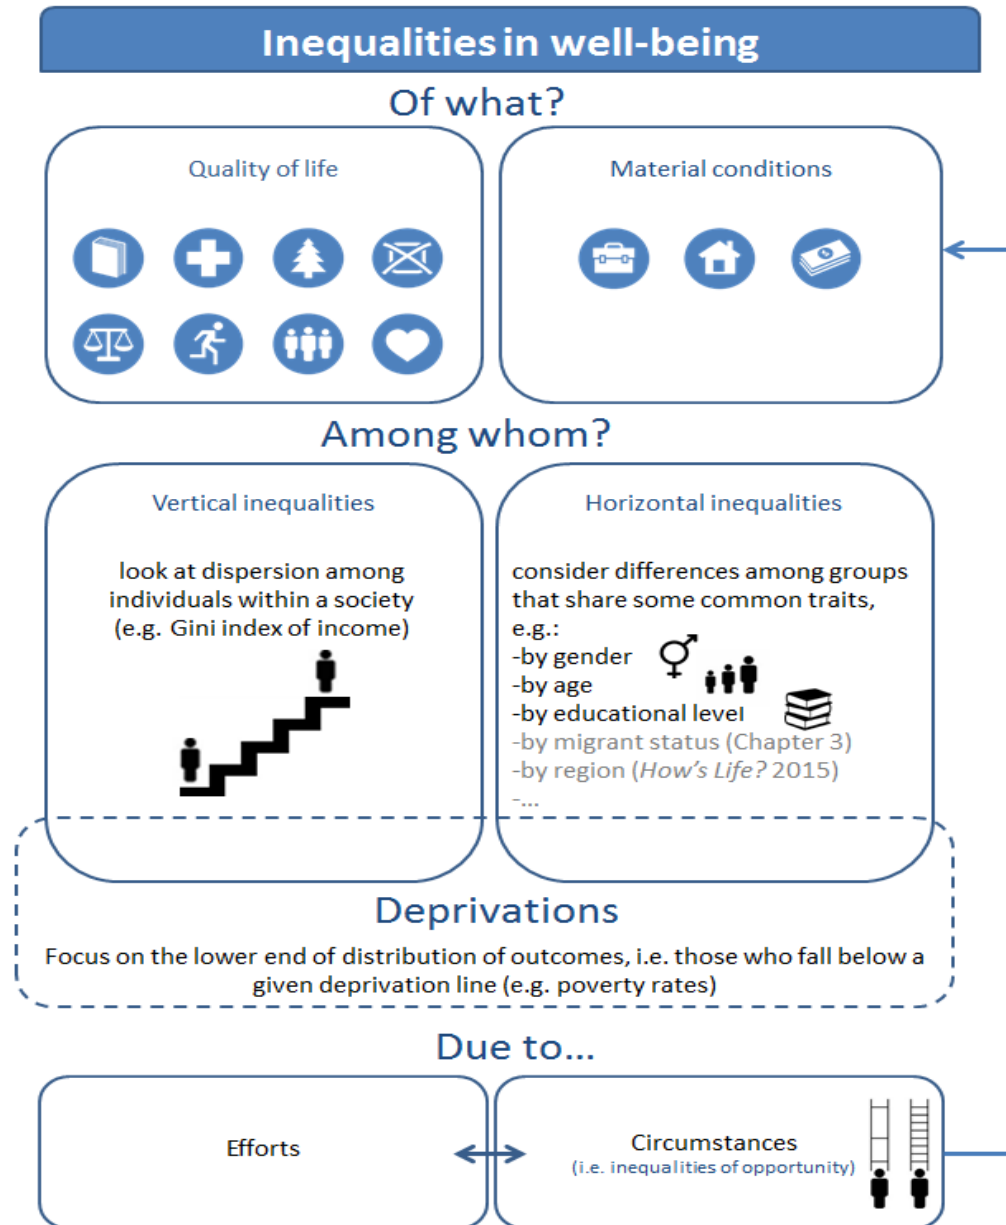 Inequalities in well-being
Of what?
Quality of life
Material conditions
Among whom?
Vertical inequalities
look at dispersion among
individuals within a society
(e.g. Gini index of income)
Horizontal inequalities
consider differences among groups
that share some common traits,
e.g.:
-by gender
-by age
-by educational level
-by migrant status (Chapter 3)
-by region (How's Life? 2015)
-...
Deprivations
Focus on the lower end of distribution of outcomes, i.e. those who fall below a
given deprivation line (e.g. poverty rates)
Due to...
Efforts
Circumstances
(i.e. inequalities of opportunity)